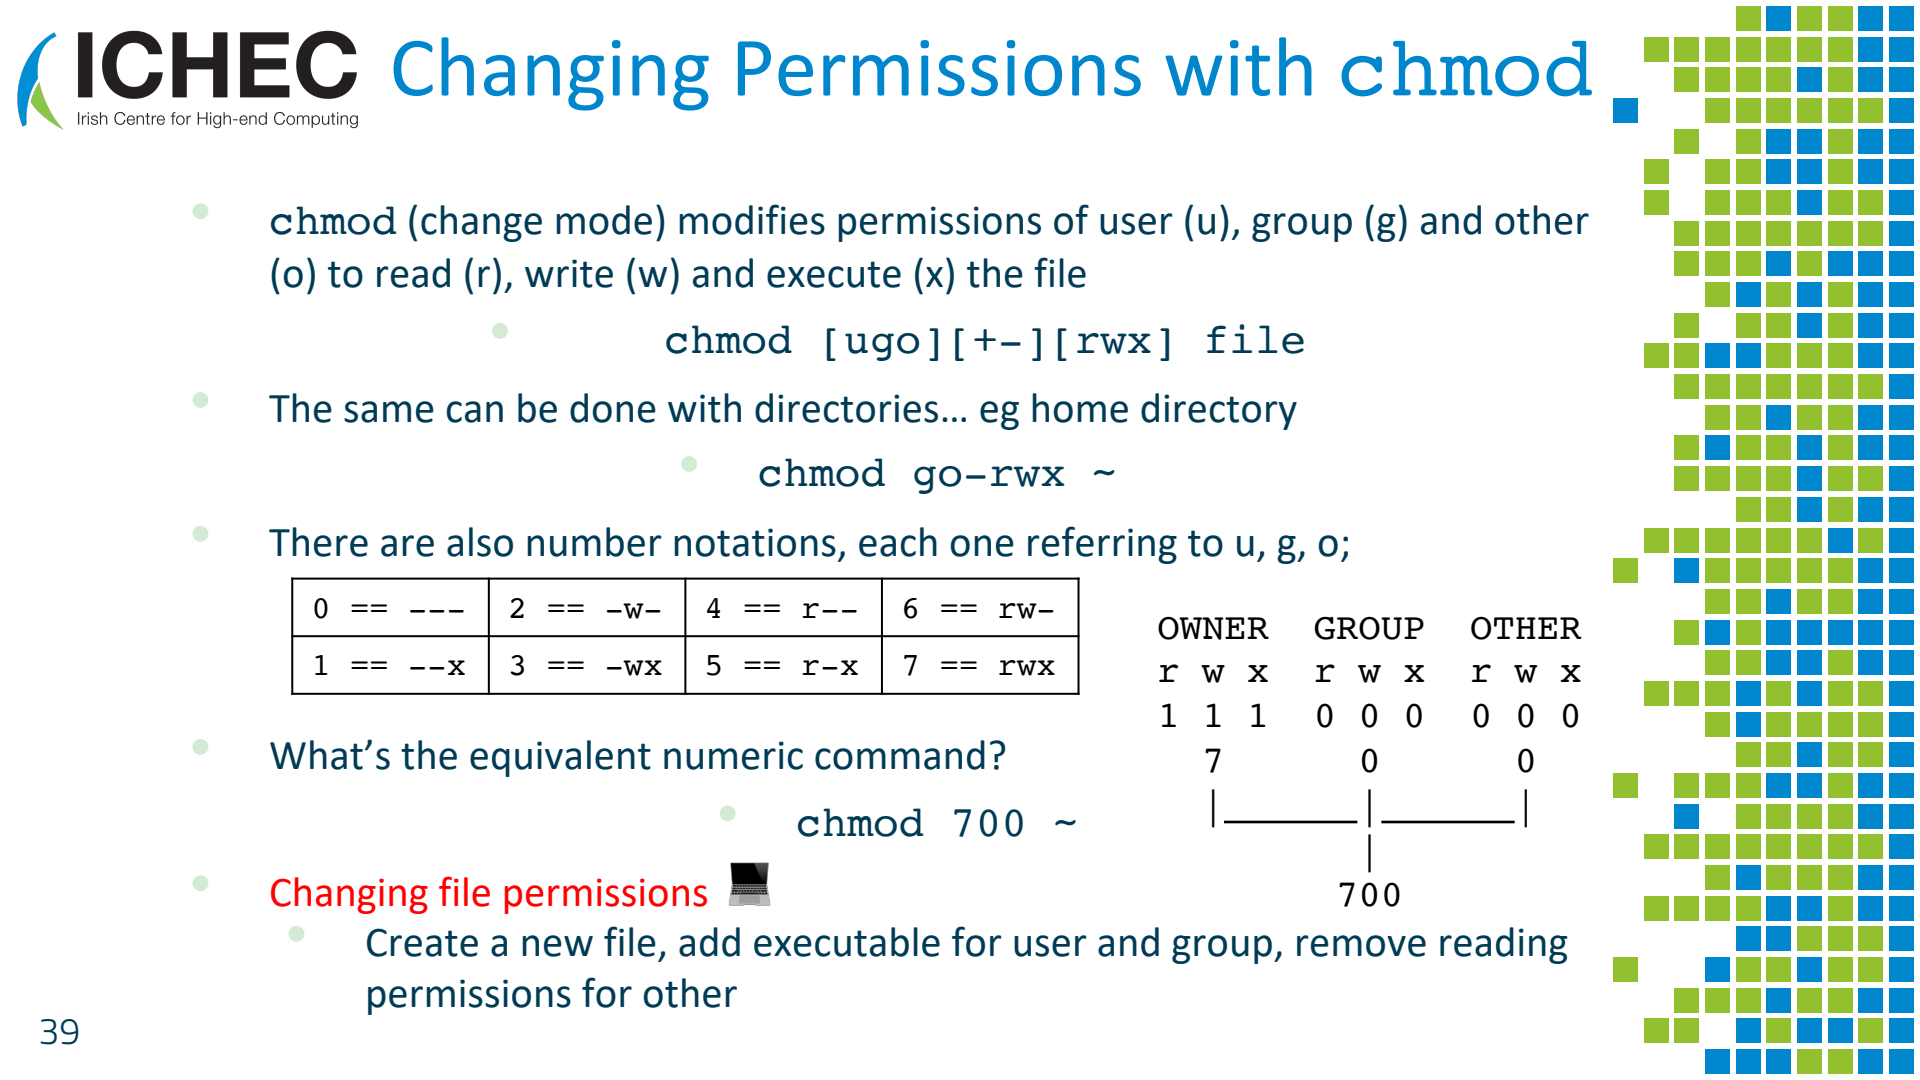 ICHEC
Irish Centre for High-end Computing
Changing Permissions with chmod
chmod (change mode) modifies permissions of user (u), group (g) and other
(o) to read (r), write (w) and execute (x) the file
chmod [ugo][+-][rwx] file
The same can be done with directories… eg home directory
chmod go-rwx ~
There are also number notations, each one referring to u, g, o;
0 == --- 2 == -w- 4 == r-- 6 == rw-
1 == --x 3 == -wx 5 == r-x 7 == rwx
OWNER GROUP OTHER
r w x r w x r w x
1 1 1 0 0 0 0 0 0
7 0 0
700
What’s the equivalent numeric command?
chmod 700 ~
Changing file permissions
Create a new file, add executable for user and group, remove reading
permissions for other
39